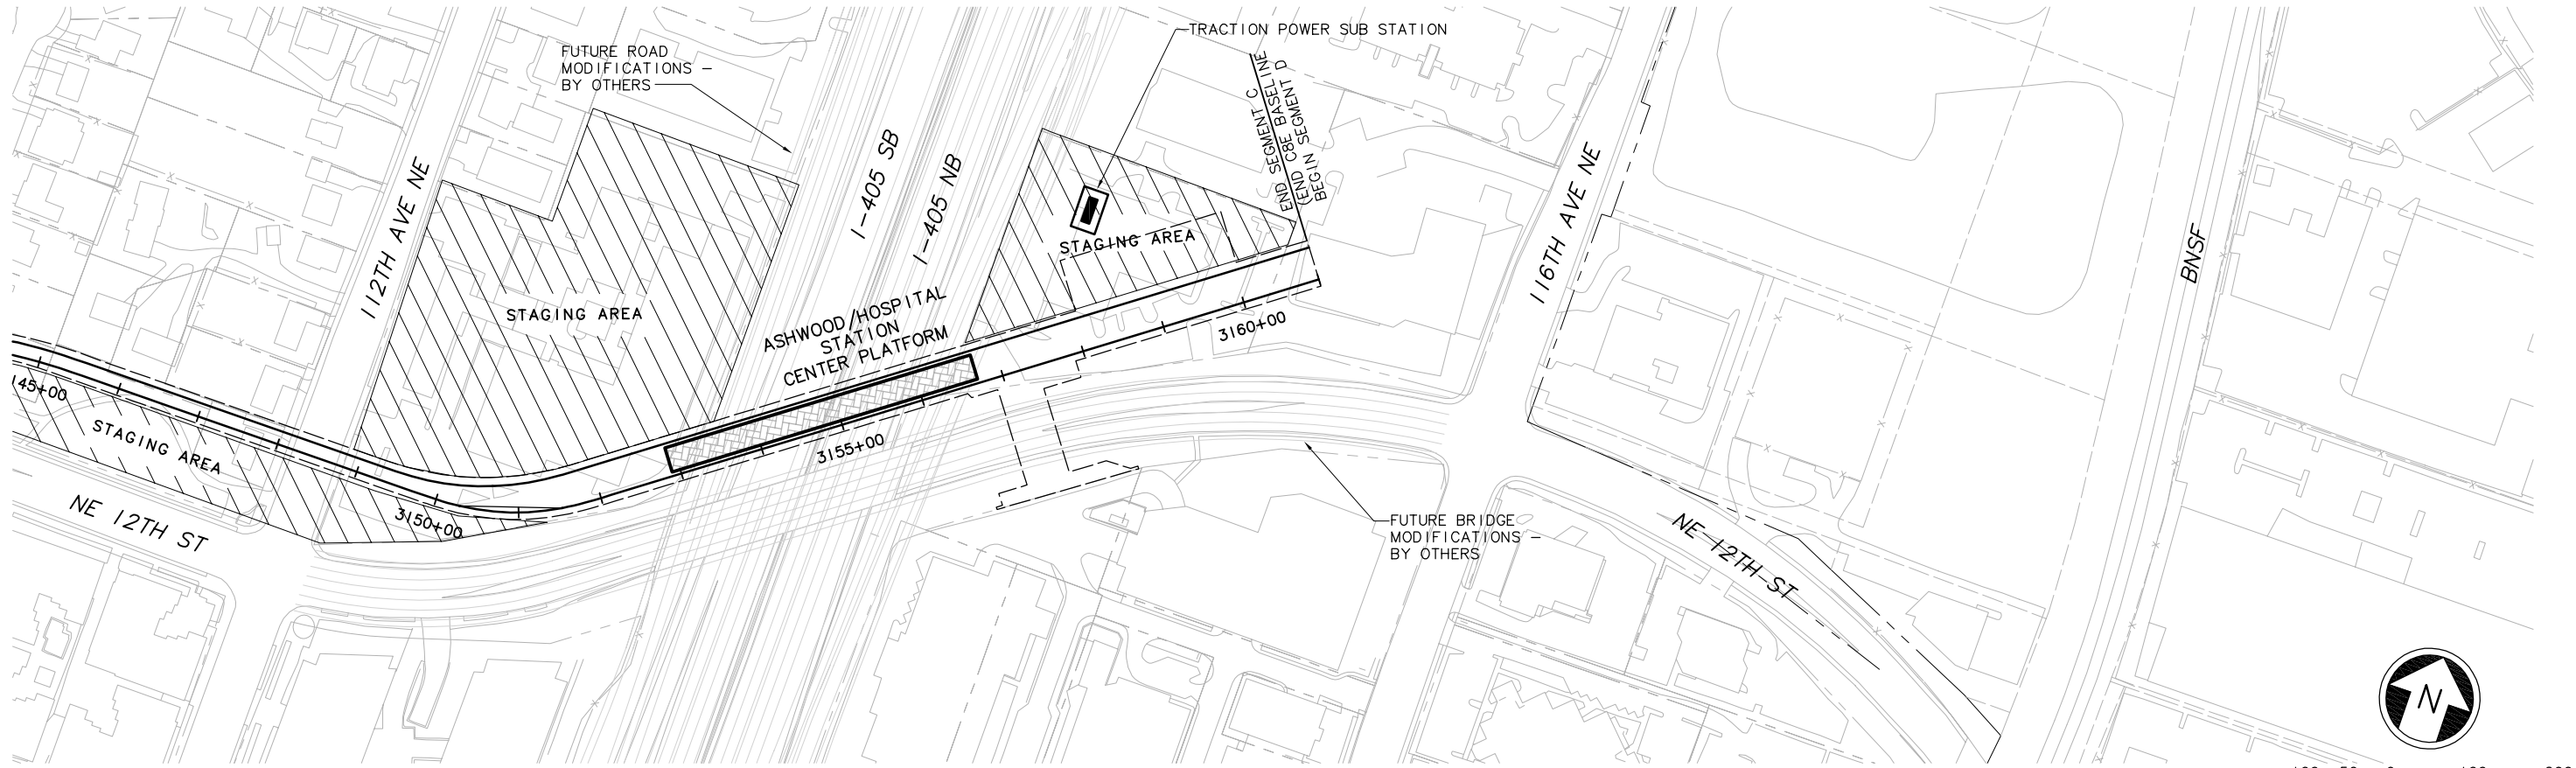 TRACTION POWER SUB STATION
FUTURE ROAD
MODIFICATIONS –
BY OTHERS
END SEGMENT C
(END C8E BASELINE
BEGIN SEGMENT D
I-405 SB
I-405 NB
112TH AVE NE
116TH AVE NE
BNSF
STAGING AREA
STAGING AREA
ASHWOOD/HOSPITAL
STATION
CENTER PLATFORM
3160+00
145+00
STAGING AREA
3155+00
3150+00
NE 12TH ST
FUTURE BRIDGE
MODIFICATIONS –
BY OTHERS
NE 12TH ST
N